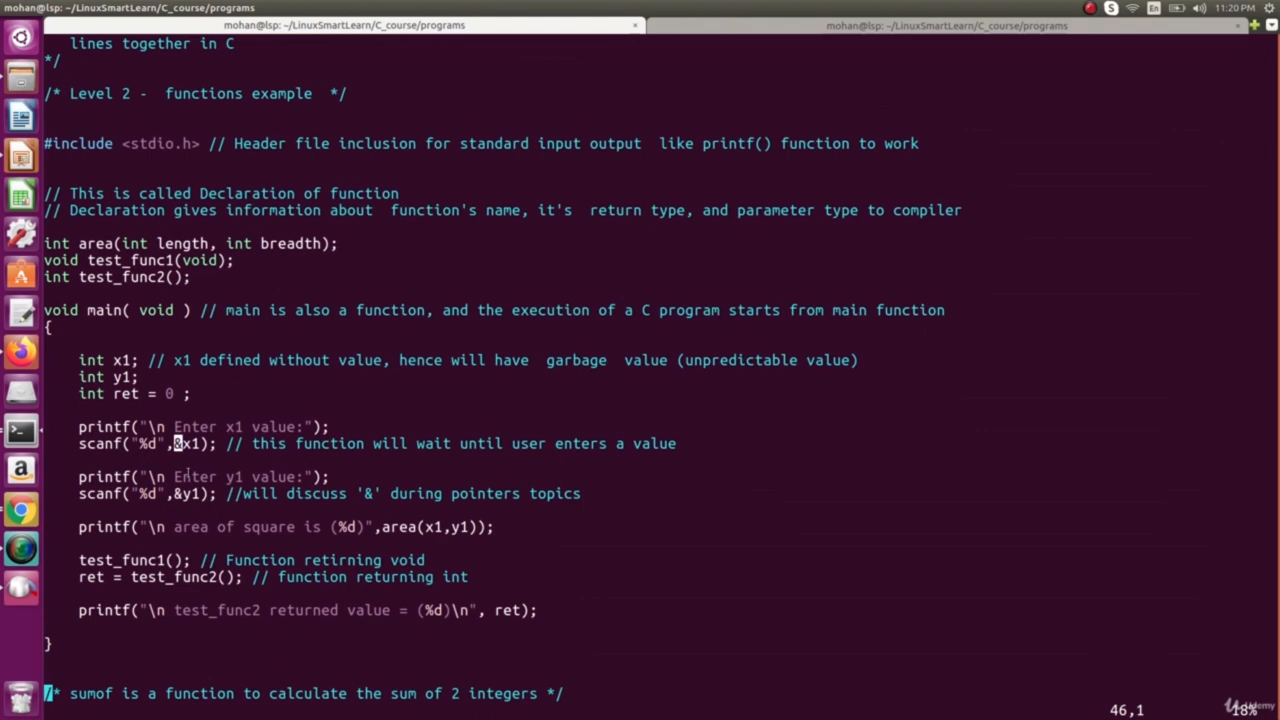 mohan@lsp: ~/LinuxSmartLearn/C_course/programs
S
En
11:20 PM
mohan@lsp: ~/LinuxSmartLearn/C_course/programs
×
mohan@lsp: ~/LinuxSmartLearn/C_course/programs
×
lines together in C
*/
/* Level 2 -  functions example  */
#include <stdio.h> // Header file inclusion for standard input output  like printf() function to work
// This is called Declaration of function
// Declaration gives information about  function's name, it's  return type, and parameter type to compiler
int area(int length, int breadth);
void test_func1(void);
int test_func2();
void main( void ) // main is also a function, and the execution of a C program starts from main function
{
int x1; // x1 defined without value, hence will have  garbage  value (unpredictable value)
int y1;
int ret = 0 ;
printf("\n Enter x1 value:");
scanf("%d",&x1); // this function will wait until user enters a value
printf("\n Enter y1 value:");
scanf("%d",&y1); //will discuss '&' during pointers topics
printf("\n area of square is (%d)",area(x1,y1));
test_func1(); // Function retirning void
ret = test_func2(); // function returning int
printf("\n test_func2 returned value = (%d)\n", ret);
}
/* sumof is a function to calculate the sum of 2 integers */
46,1
18%
Udemy